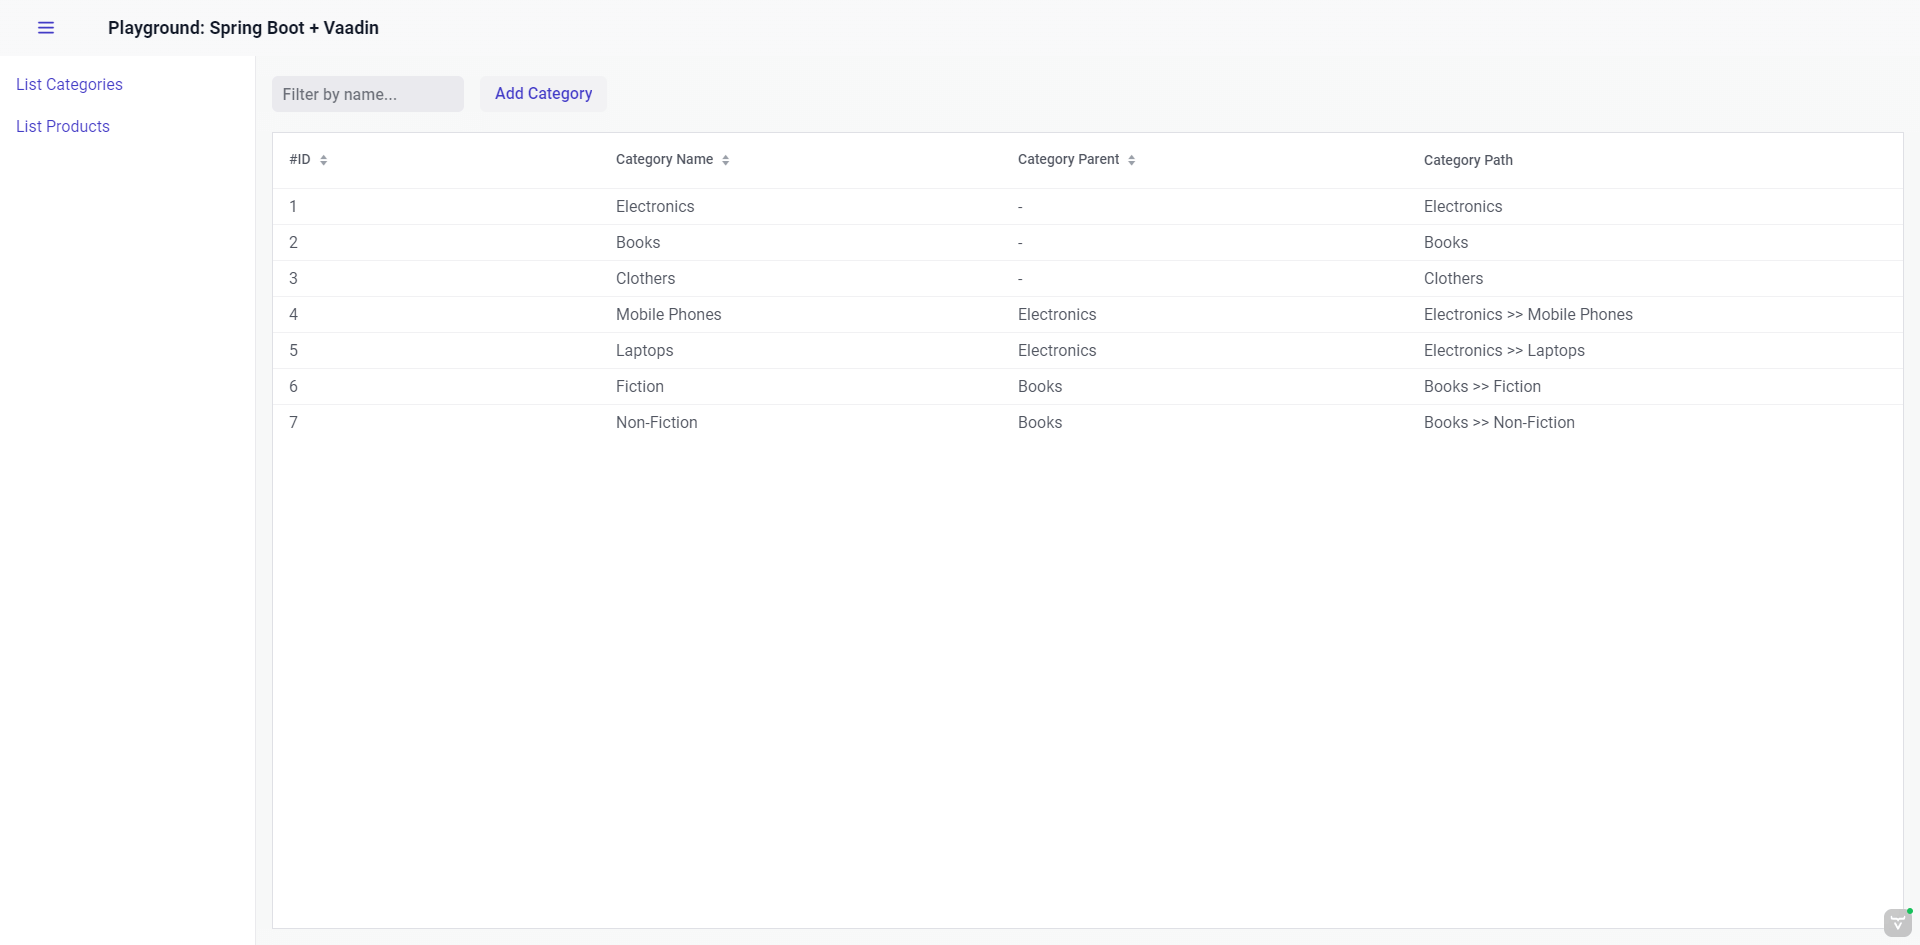 Playground: Spring Boot + Vaadin
List Categories
List Products
Filter by name...
Add Category
#ID Category Name Category Parent Category Path
1 Electronics - Electronics
2 Books - Books
3 Clothers - Clothers
4 Mobile Phones Electronics Electronics >> Mobile Phones
5 Laptops Electronics Electronics >> Laptops
6 Fiction Books Books >> Fiction
7 Non-Fiction Books Books >> Non-Fiction